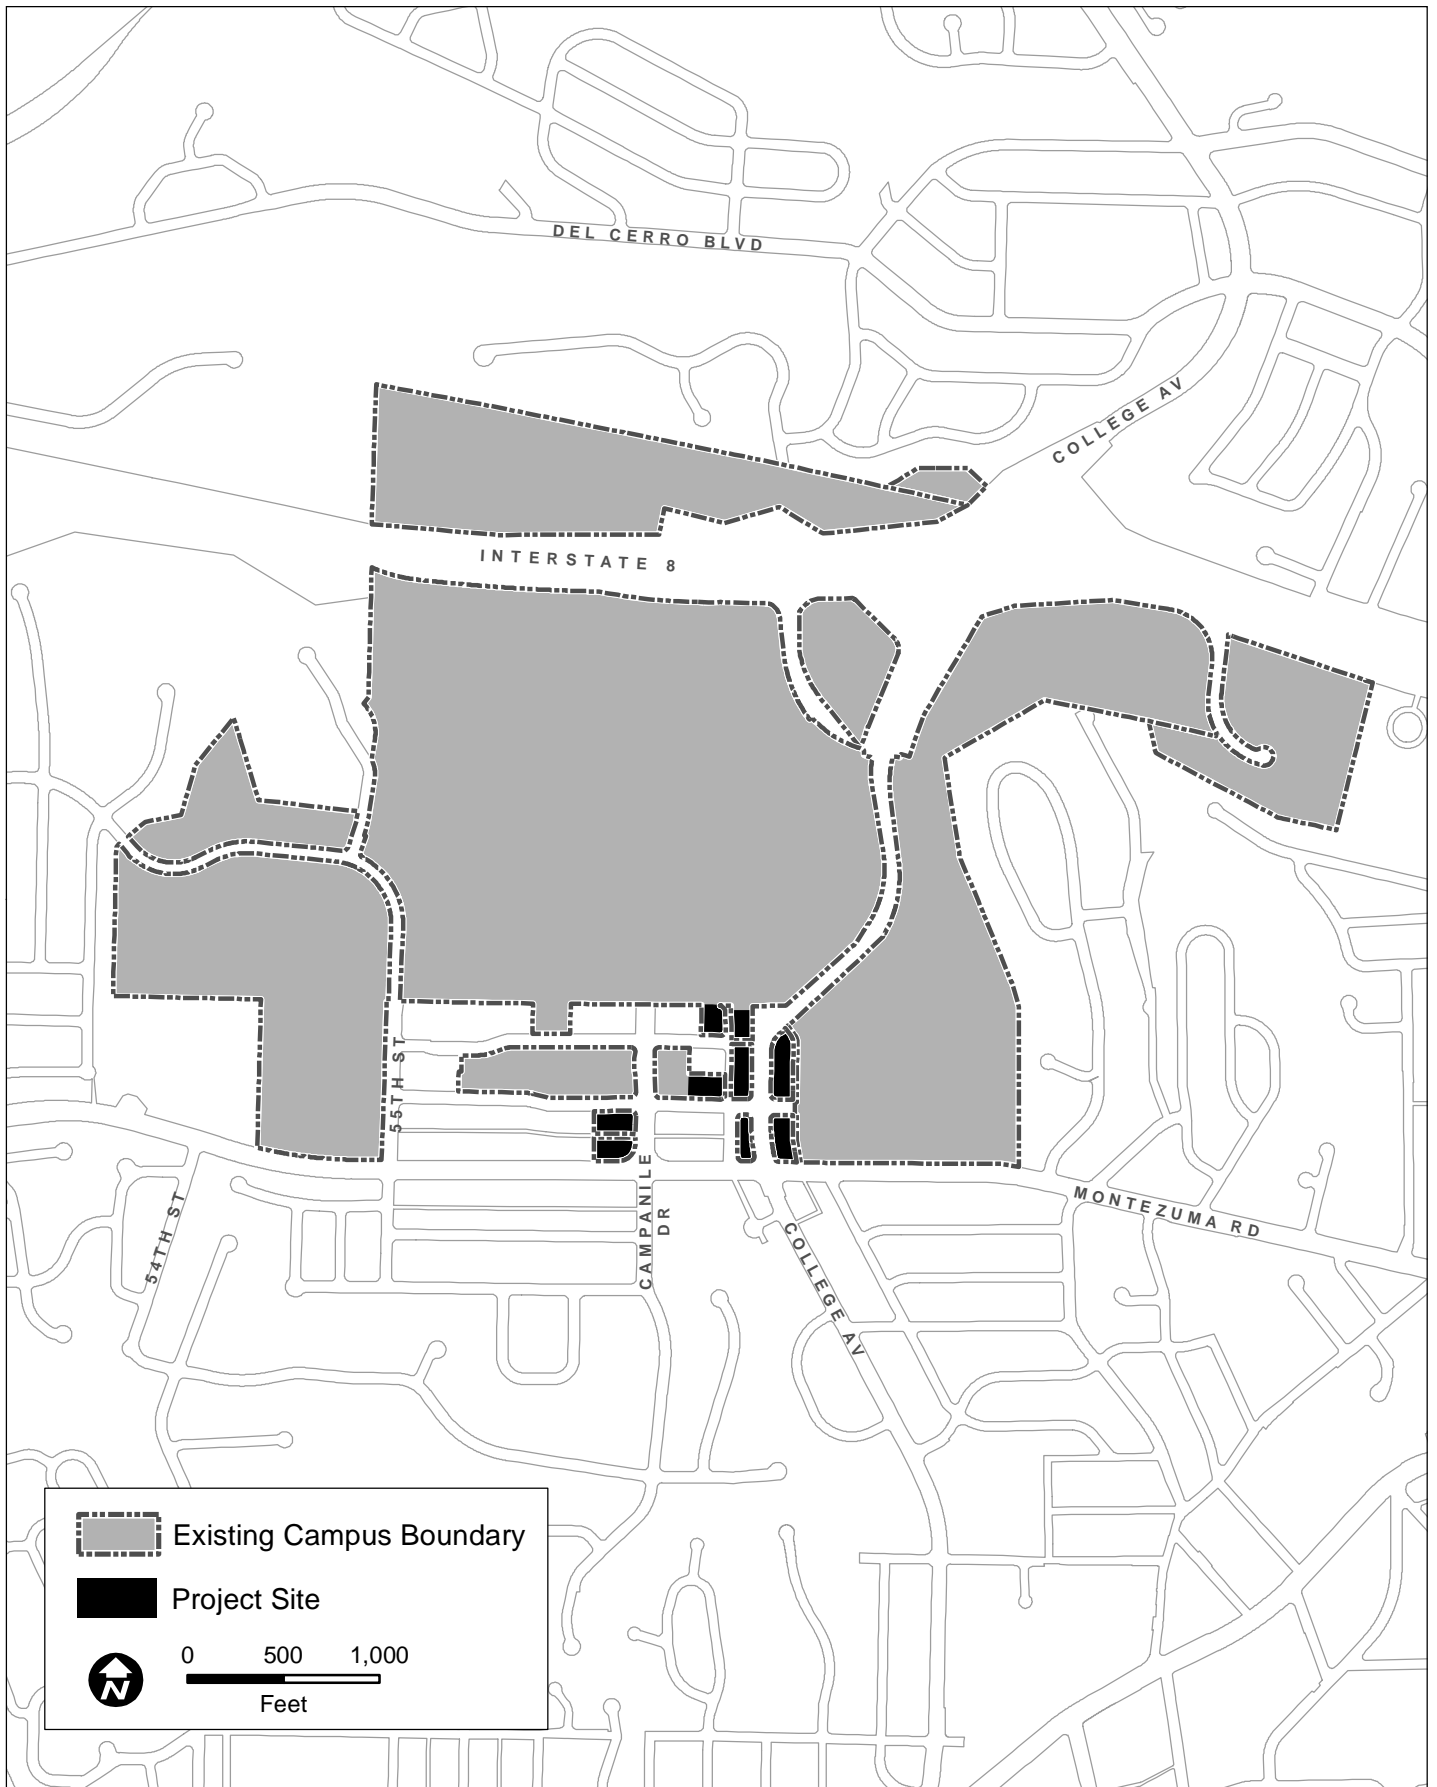 DEL CERRO BLVD
COLLEGE AV
INTERSTATE 8
55TH ST
CAMPANILE
DR
MONTEZUMA RD
54TH ST
COLLEGE AV
Existing Campus Boundary
Project Site
0 500 1,000
Feet
N